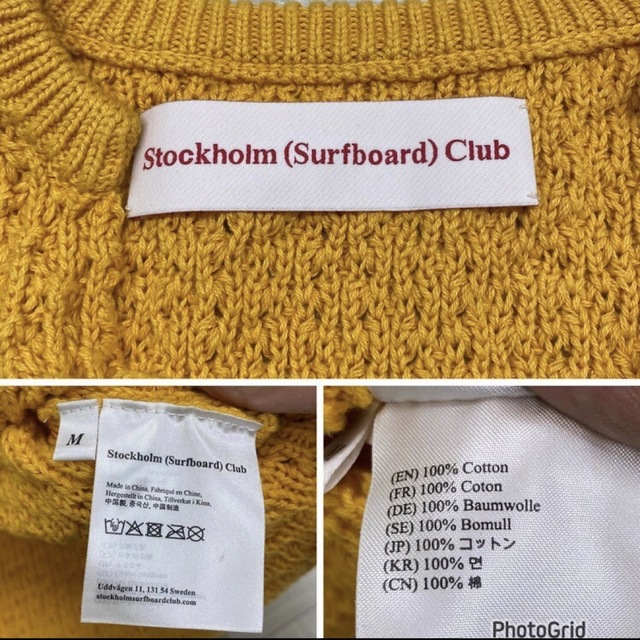 Stockholm (Surfboard) Club
M
Stockholm (Surfboard) Club
Made in China, Fabriqué en Chine,
Hergestellt in China, Tillverkat i Kina,
中国製, 중국산, 中国制造
Uddvägen 11, 131 54 Sweden
stockholmsurfboardclub.com
(EN) 100% Cotton
(FR) 100% Coton
(DE) 100% Baumwolle
(SE) 100% Bomull
(JP) 100% コットン
(KR) 100% 면
(CN) 100% 棉
PhotoGrid